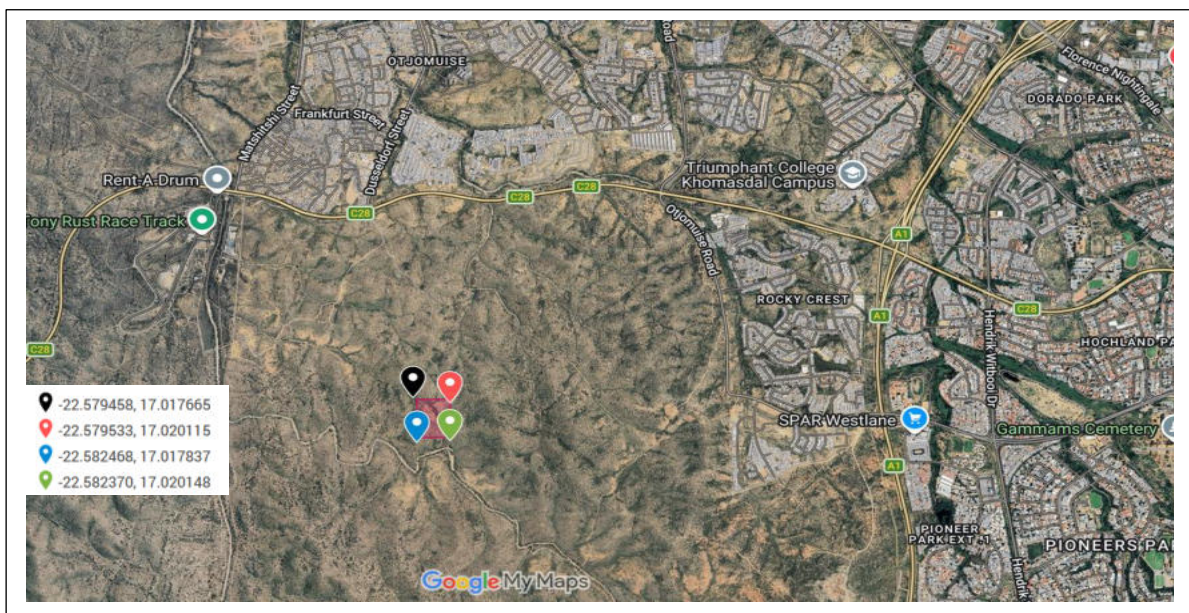 OTJOMUISE
Road
Florence Nightingale
DORADO PARK
Matshitshi Street
Frankfurt Street
Dusseldorf Street
Rent-A-Drum
Triumphant College
Khomasdal Campus
C28
C28
C28
Tony Rust Race Track
Otjomuise Road
A1
ROCKY CREST
C28
A1
Hendrik Witbooi Dr
HOCHLAND PA
C28
-22.579458, 17.017665
-22.579533, 17.020115
-22.582468, 17.017837
-22.582370, 17.020148
SPAR Westlane
Gammams Cemetery
A1
PIONEER
PARK EXT .1
PIONEERS PA
Hendrik
Google My Maps